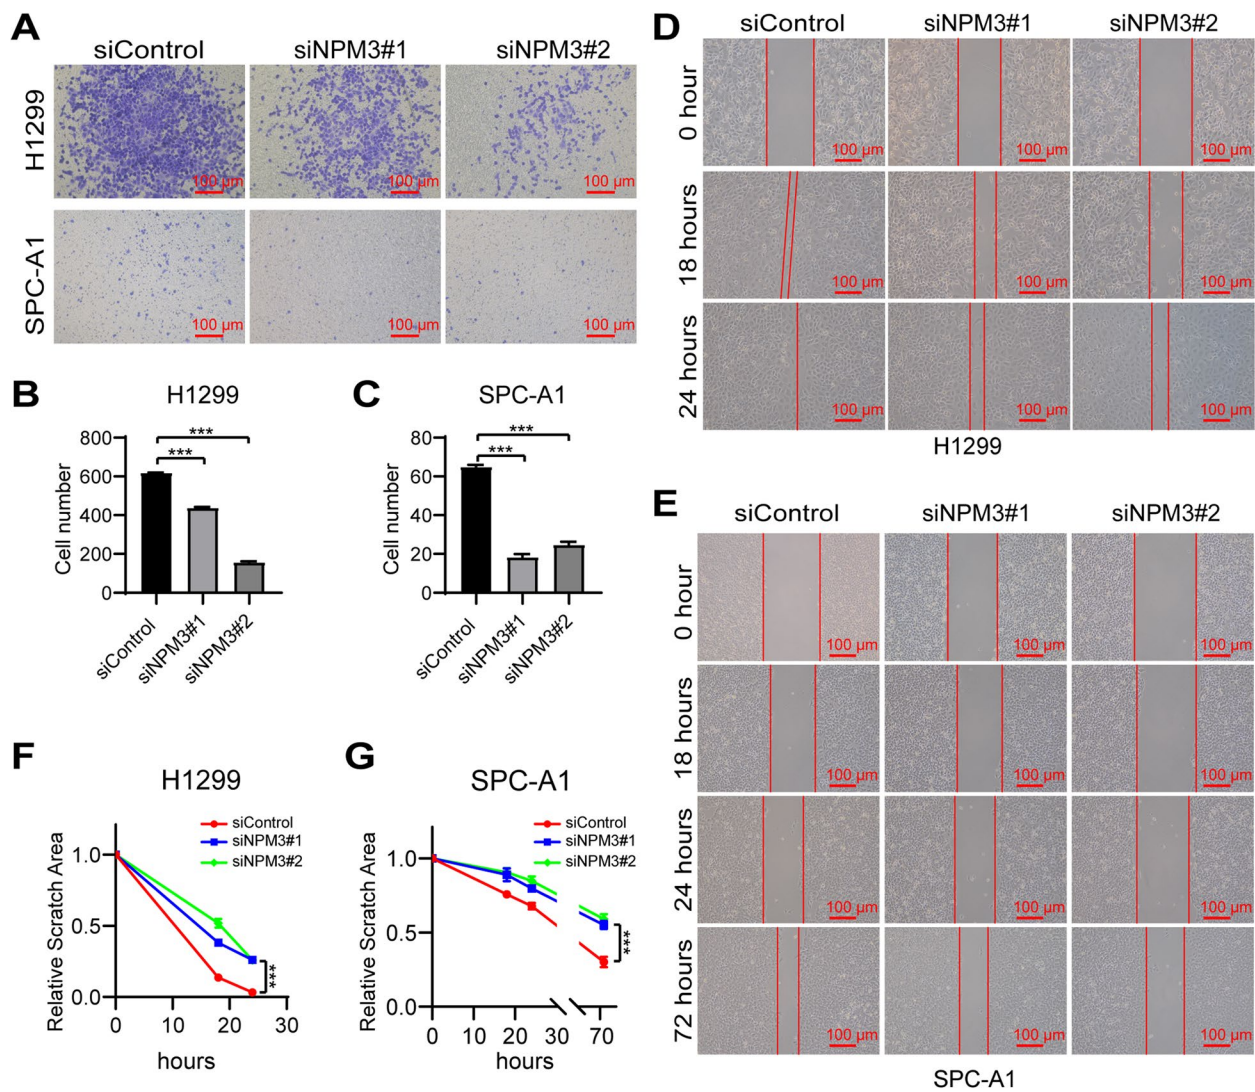 A
siControl siNPM3#1 siNPM3#2
H1299
100 µm 100 µm 100 µm
SPC-A1
100 µm 100 µm 100 µm
B
H1299
Cell number
800
600
400
200
0
***
***
siControl
siNPM3#1
siNPM3#2
C
SPC-A1
Cell number
80
60
40
20
0
***
***
siControl
siNPM3#1
siNPM3#2
D
siControl siNPM3#1 siNPM3#2
0 hour
100 µm 100 µm 100 µm
18 hours
100 µm 100 µm 100 µm
24 hours
100 µm 100 µm 100 µm
H1299
E
siControl siNPM3#1 siNPM3#2
0 hour
100 µm 100 µm 100 µm
18 hours
100 µm 100 µm 100 µm
24 hours
100 µm 100 µm 100 µm
72 hours
100 µm 100 µm 100 µm
SPC-A1
F
H1299
siControl
siNPM3#1
siNPM3#2
Relative Scratch Area
1.0
0.5
0.0
***
0 10 20 30
hours
G
SPC-A1
siControl
siNPM3#1
siNPM3#2
Relative Scratch Area
1.0
0.5
0.0
***
0 10 20 30 70
hours